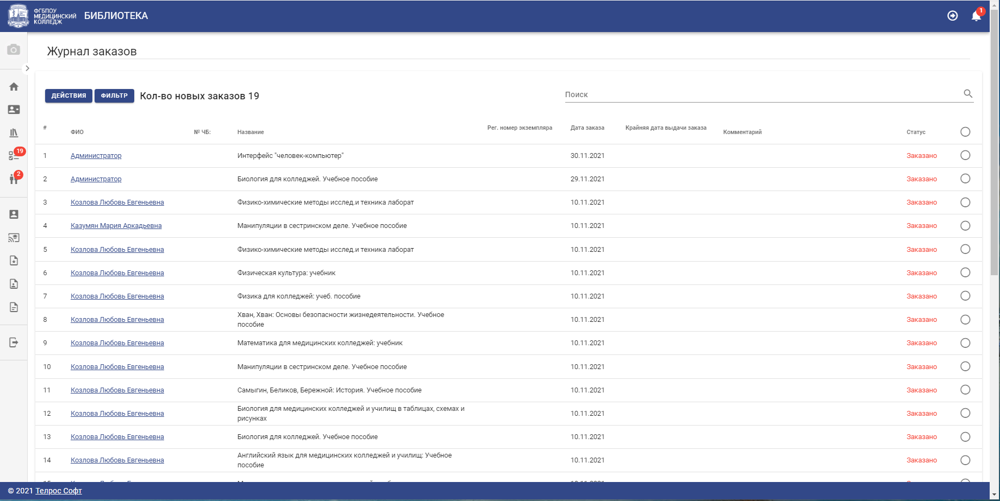 ФГБПОУ
МЕДИЦИНСКИЙ
КОЛЛЕДЖ
БИБЛИОТЕКА
1
Журнал заказов
ДЕЙСТВИЯ ФИЛЬТР Кол-во новых заказов 19
Поиск
# ФИО № ЧБ: Название Рег. номер экземпляра Дата заказа Крайняя дата выдачи заказа Комментарий Статус
19
2
1 Администратор Интерфейс "человек-компьютер" 30.11.2021 Заказано
2 Администратор Биология для колледжей. Учебное пособие 29.11.2021 Заказано
3 Козлова Любовь Евгеньевна Физико-химические методы исслед.и техника лаборат 10.11.2021 Заказано
4 Казумян Мария Аркадьевна Манипуляции в сестринском деле. Учебное пособие 10.11.2021 Заказано
5 Козлова Любовь Евгеньевна Физико-химические методы исслед.и техника лаборат 10.11.2021 Заказано
6 Козлова Любовь Евгеньевна Физическая культура: учебник 10.11.2021 Заказано
7 Козлова Любовь Евгеньевна Физика для колледжей: учеб. пособие 10.11.2021 Заказано
8 Козлова Любовь Евгеньевна Хван, Хван: Основы безопасности жизнедеятельности. Учебное
пособие 10.11.2021 Заказано
9 Козлова Любовь Евгеньевна Математика для медицинских колледжей: учебник 10.11.2021 Заказано
10 Козлова Любовь Евгеньевна Манипуляции в сестринском деле. Учебное пособие 10.11.2021 Заказано
11 Козлова Любовь Евгеньевна Самыгин, Беликов, Бережной: История. Учебное пособие 10.11.2021 Заказано
12 Козлова Любовь Евгеньевна Биология для медицинских колледжей и училищ в таблицах, схемах и
рисунках 10.11.2021 Заказано
13 Козлова Любовь Евгеньевна Биология для колледжей. Учебное пособие 10.11.2021 Заказано
14 Козлова Любовь Евгеньевна Английский язык для медицинских колледжей и училищ: Учебное
пособие 10.11.2021 Заказано
© 2021 Телрос Софт